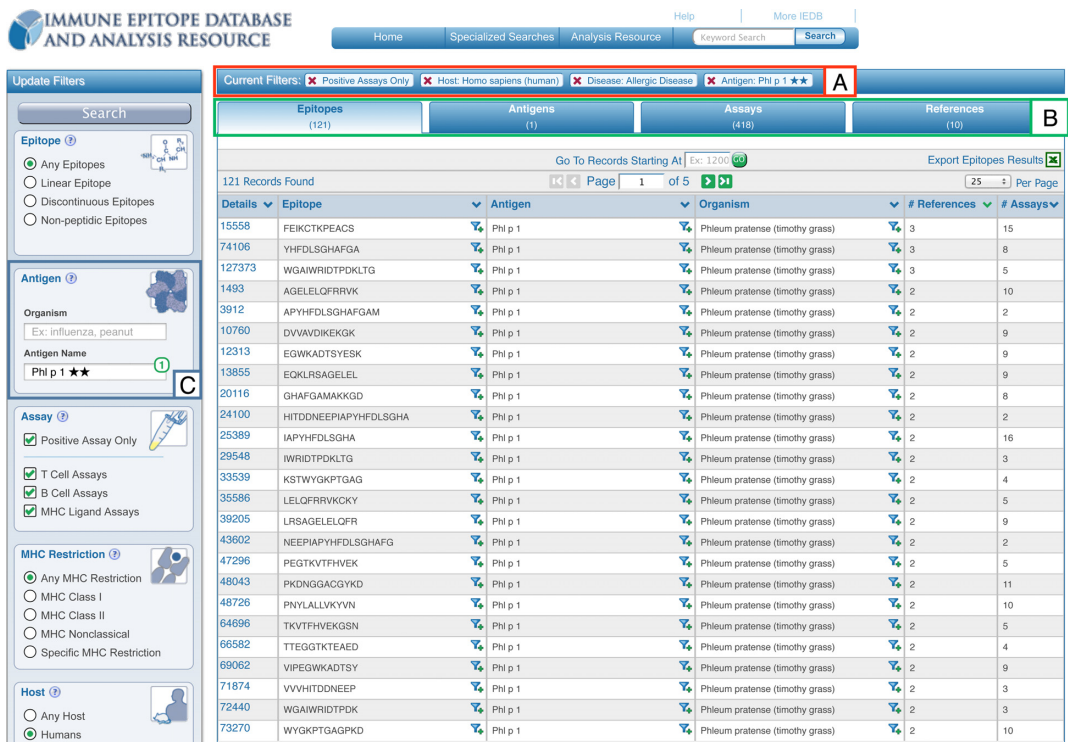 IMMUNE EPITOPE DATABASE
AND ANALYSIS RESOURCE
Help More IEDB
Home Specialized Searches Analysis Resource Keyword Search Search
Update Filters
Search
Epitope ?
Any Epitopes
Linear Epitope
Discontinuous Epitopes
Non-peptidic Epitopes
Antigen ?
Organism
Ex: influenza, peanut
Antigen Name
1
Phl p 1 ★★
C
Assay ?
Positive Assay Only
T Cell Assays
B Cell Assays
MHC Ligand Assays
MHC Restriction ?
Any MHC Restriction
MHC Class I
MHC Class II
MHC Nonclassical
Specific MHC Restriction
Host ?
Any Host
Humans
Current Filters: Positive Assays Only Host: Homo sapiens (human) Disease: Allergic Disease Antigen: Phl p 1 ★★ A
Epitopes Antigens Assays References
(121) (1) (418) (10) B
Go To Records Starting At Ex: 1200 GO Export Epitopes Results
121 Records Found Page 1 of 5 25 Per Page
Details Epitope Antigen Organism # References # Assays
15558 FEIKCTKPEACS Phl p 1 Phleum pratense (timothy grass) 3 15
74106 YHFDLSGHAFGA Phl p 1 Phleum pratense (timothy grass) 3 8
127373 WGAIWRIDTPDKLTG Phl p 1 Phleum pratense (timothy grass) 3 5
1493 AGELELQFRRVK Phl p 1 Phleum pratense (timothy grass) 2 10
3912 APYHFDLSGHAFGAM Phl p 1 Phleum pratense (timothy grass) 2 2
10760 DVVAVDIKEKGK Phl p 1 Phleum pratense (timothy grass) 2 9
12313 EGWKADTSYESK Phl p 1 Phleum pratense (timothy grass) 2 9
13855 EQKLRSAGELEL Phl p 1 Phleum pratense (timothy grass) 2 9
20116 GHAFGAMAKKGD Phl p 1 Phleum pratense (timothy grass) 2 8
24100 HITDDNEEPIAPYHFDLSGHA Phl p 1 Phleum pratense (timothy grass) 2 2
25389 IAPYHFDLSGHA Phl p 1 Phleum pratense (timothy grass) 2 16
29548 IWRIDTPDKLTG Phl p 1 Phleum pratense (timothy grass) 2 3
33539 KSTWYGKPTGAG Phl p 1 Phleum pratense (timothy grass) 2 4
35586 LELQFRRVKCKY Phl p 1 Phleum pratense (timothy grass) 2 5
39205 LRSAGELELQFR Phl p 1 Phleum pratense (timothy grass) 2 9
43602 NEEPIAPYHFDLSGHAFG Phl p 1 Phleum pratense (timothy grass) 2 2
47296 PEGTKVTFHVEK Phl p 1 Phleum pratense (timothy grass) 2 5
48043 PKDNGGACGYKD Phl p 1 Phleum pratense (timothy grass) 2 11
48726 PNYLALLVKYVN Phl p 1 Phleum pratense (timothy grass) 2 10
64696 TKVTFHVEKGSN Phl p 1 Phleum pratense (timothy grass) 2 5
66582 TTEGGTKTEAED Phl p 1 Phleum pratense (timothy grass) 2 4
69062 VIPEGWKADTSY Phl p 1 Phleum pratense (timothy grass) 2 9
71874 VVVHITDDNEEP Phl p 1 Phleum pratense (timothy grass) 2 3
72440 WGAIWRIDTPDK Phl p 1 Phleum pratense (timothy grass) 2 3
73270 WYGKPTGAGPKD Phl p 1 Phleum pratense (timothy grass) 2 10